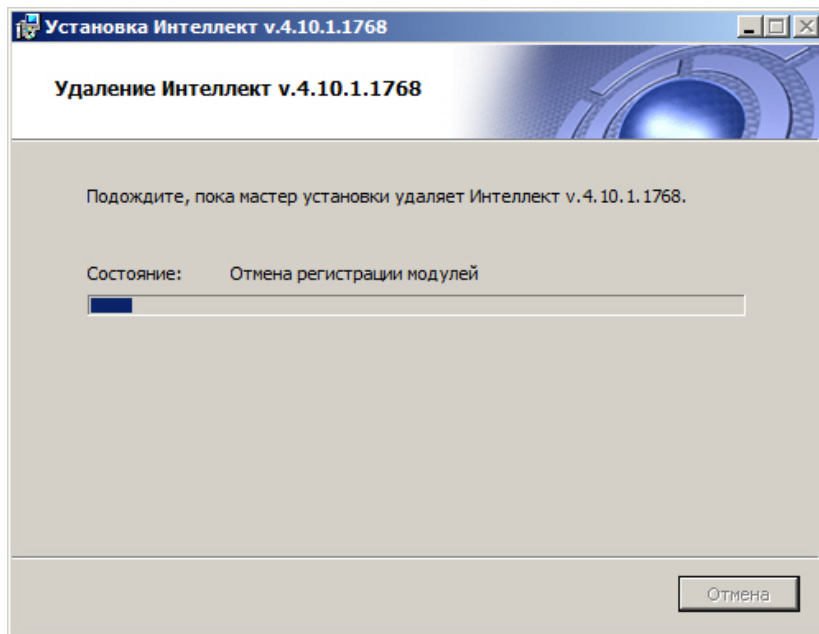 Установка Интеллект v.4.10.1.1768
Удаление Интеллект v.4.10.1.1768
Подождите, пока мастер установки удаляет Интеллект v.4.10.1.1768.
Состояние: Отмена регистрации модулей
Отмена